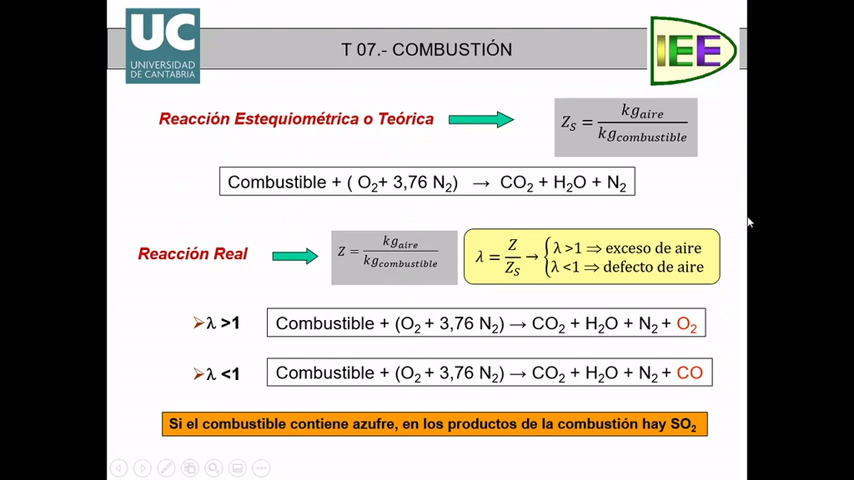 UC
UNIVERSIDAD
DE CANTABRIA
T 07.- COMBUSTIÓN
IEE
Reacción Estequiométrica o Teórica
Z_S = kg_aire / kg_combustible
Combustible + ( O₂+ 3,76 N₂) → CO₂ + H₂O + N₂
Reacción Real
Z = kg_aire / kg_combustible
λ = Z / Z_S → { λ >1 ⇒ exceso de aire
λ <1 ⇒ defecto de aire
λ >1
Combustible + (O₂ + 3,76 N₂) → CO₂ + H₂O + N₂ + O₂
λ <1
Combustible + (O₂ + 3,76 N₂) → CO₂ + H₂O + N₂ + CO
Si el combustible contiene azufre, en los productos de la combustión hay SO₂